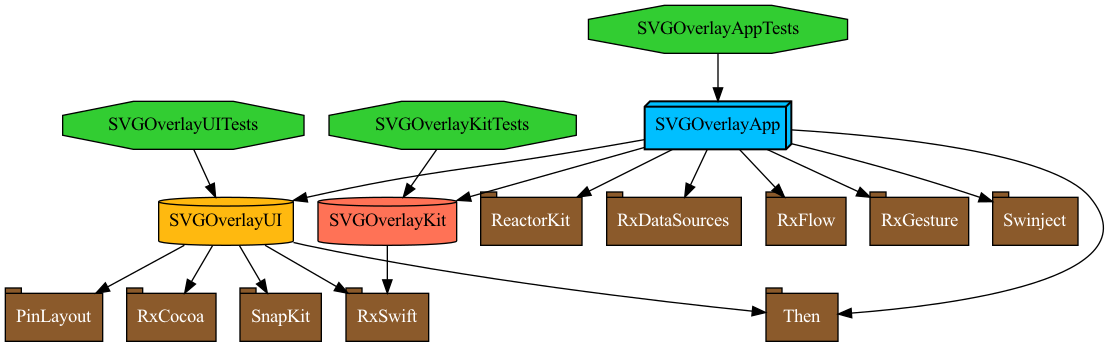 SVGOverlayAppTests
SVGOverlayUITests
SVGOverlayKitTests
SVGOverlayApp
SVGOverlayUI
SVGOverlayKit
ReactorKit
RxDataSources
RxFlow
RxGesture
Swinject
PinLayout
RxCocoa
SnapKit
RxSwift
Then